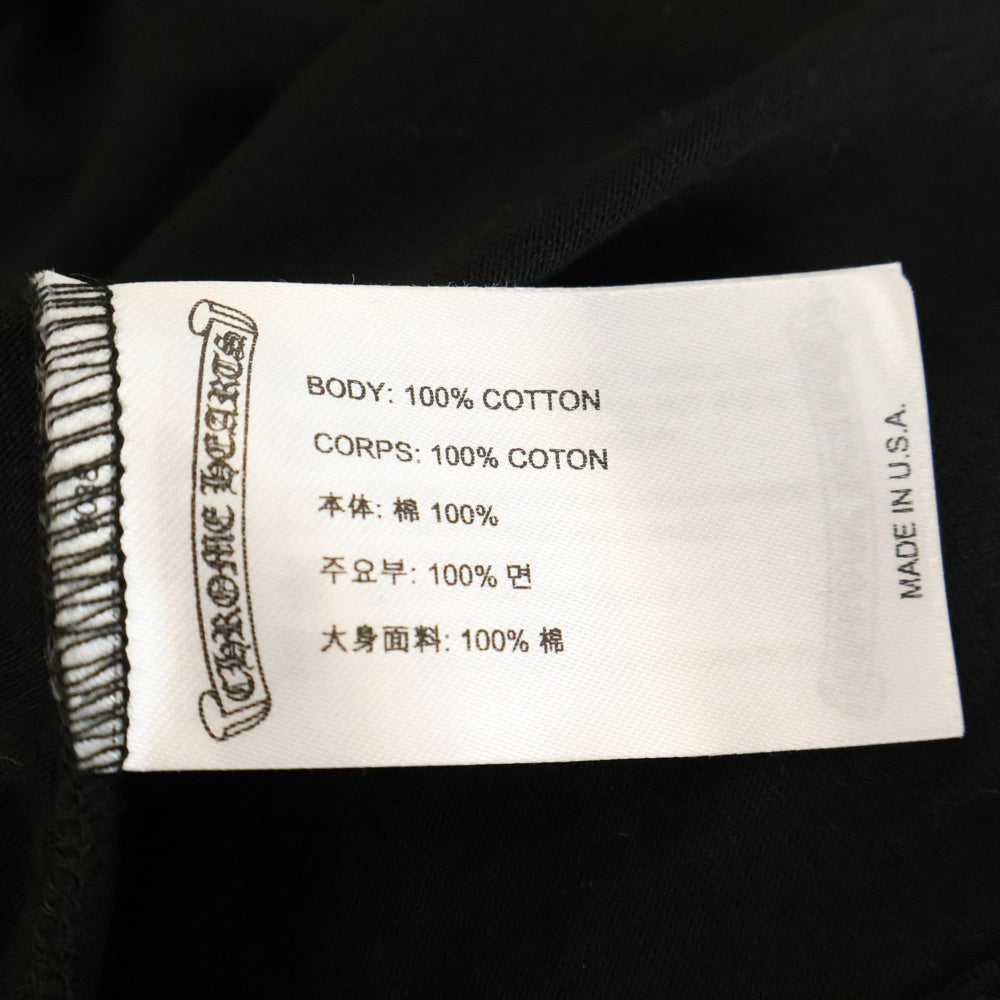 CHROME HEARTS
BODY: 100% COTTON
CORPS: 100% COTON
本体: 棉 100%
주요부: 100% 면
大身面料: 100% 棉
MADE IN U.S.A.